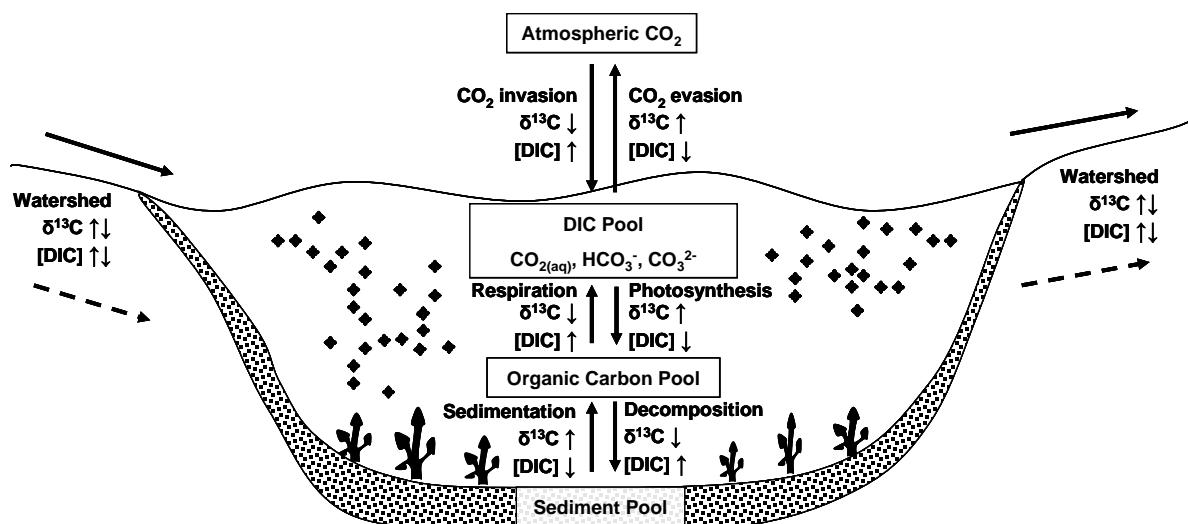 Atmospheric CO₂
CO₂ invasion
δ¹³C ↓
[DIC] ↑
CO₂ evasion
δ¹³C ↑
[DIC] ↓
Watershed
δ¹³C ↑↓
[DIC] ↑↓
Watershed
δ¹³C ↑↓
[DIC] ↑↓
DIC Pool
CO₂₍aq₎, HCO₃⁻, CO₃²⁻
Respiration
δ¹³C ↓
[DIC] ↑
Photosynthesis
δ¹³C ↑
[DIC] ↓
Organic Carbon Pool
Sedimentation
δ¹³C ↑
[DIC] ↓
Decomposition
δ¹³C ↓
[DIC] ↑
Sediment Pool